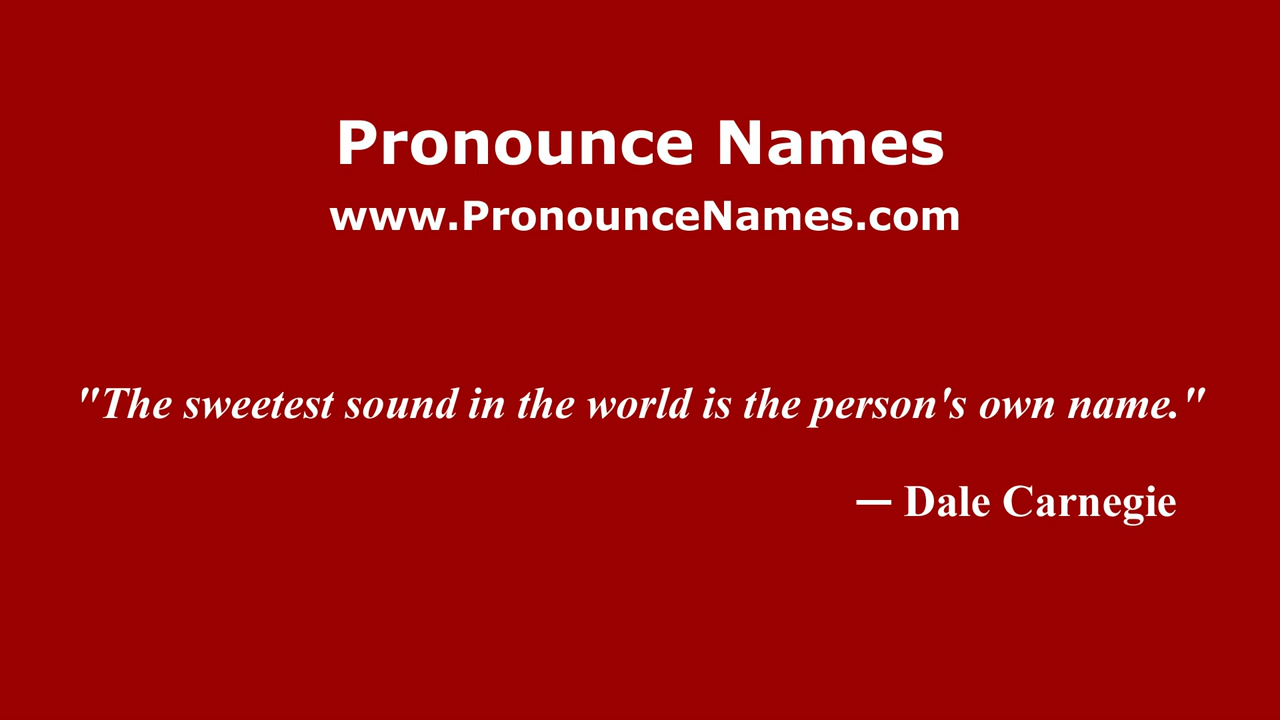 Pronounce Names
www.PronounceNames.com
"The sweetest sound in the world is the person's own name."
— Dale Carnegie